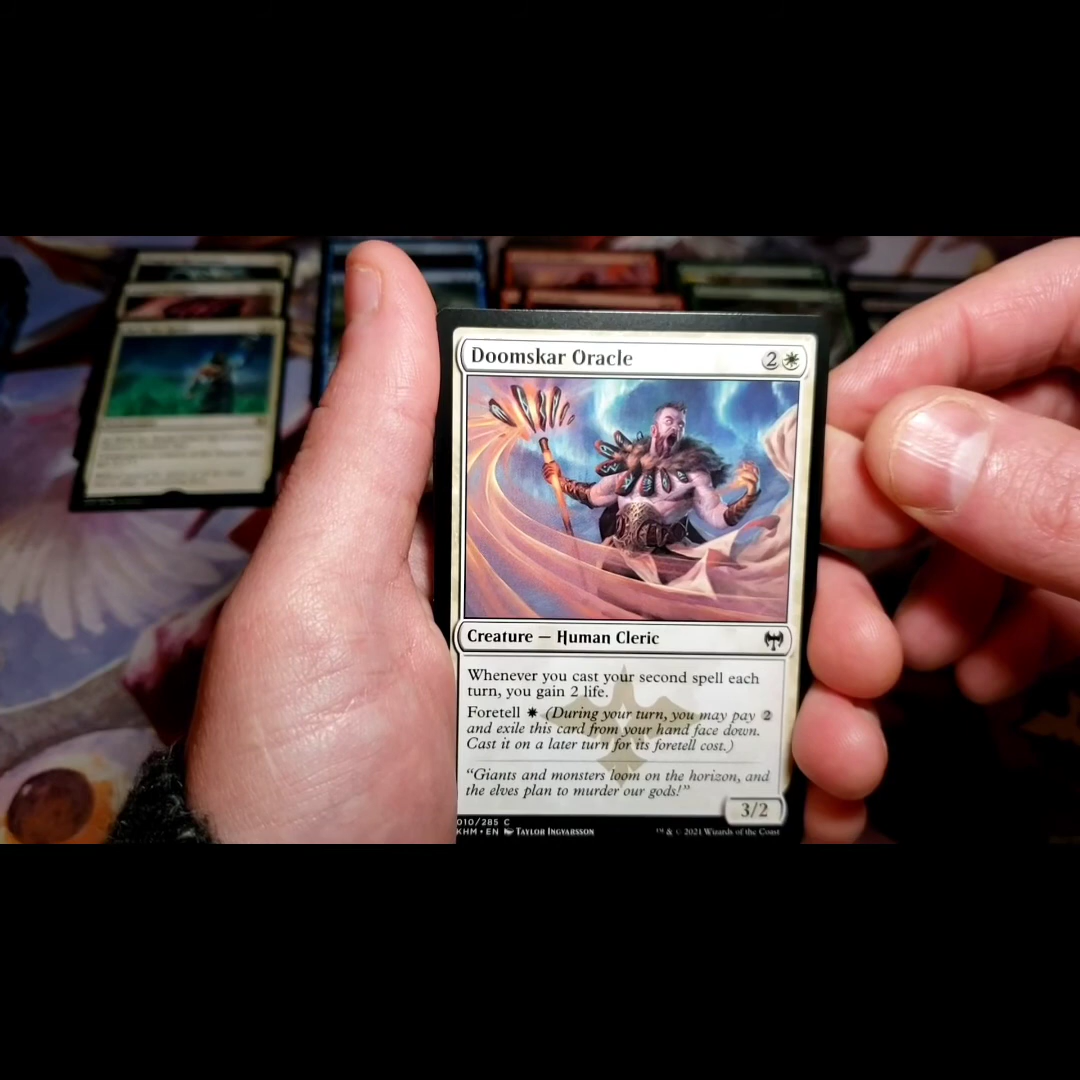 Doomskar Oracle 2
Creature — Human Cleric
Whenever you cast your second spell each
turn, you gain 2 life.
Foretell (During your turn, you may pay 2
and exile this card from your hand face down.
Cast it on a later turn for its foretell cost.)
"Giants and monsters loom on the horizon, and
the elves plan to murder our gods!"
3/2
010/285 C
KHM • EN Taylor Ingvarsson ™ & © 2021 Wizards of the Coast